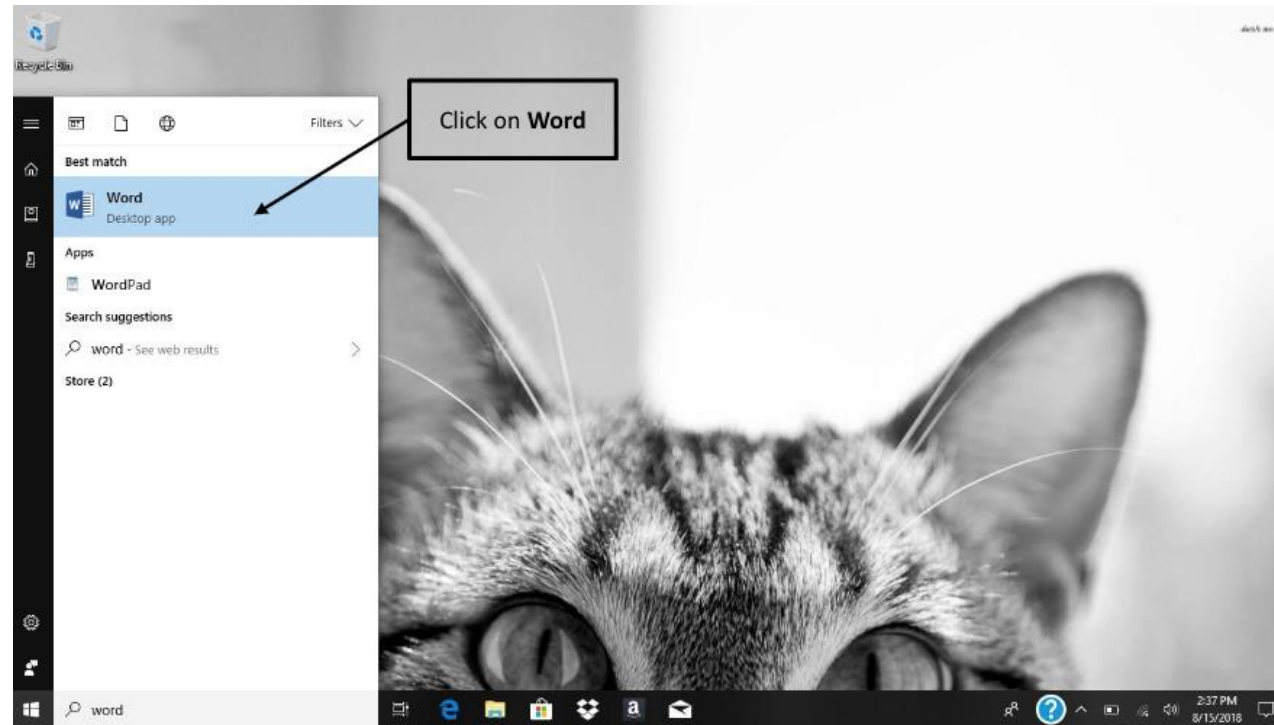 Recycle Bin
Filters
Click on Word
Best match
Word
Desktop app
Apps
WordPad
Search suggestions
word - See web results
Store (2)
word
2:37 PM
8/15/2018